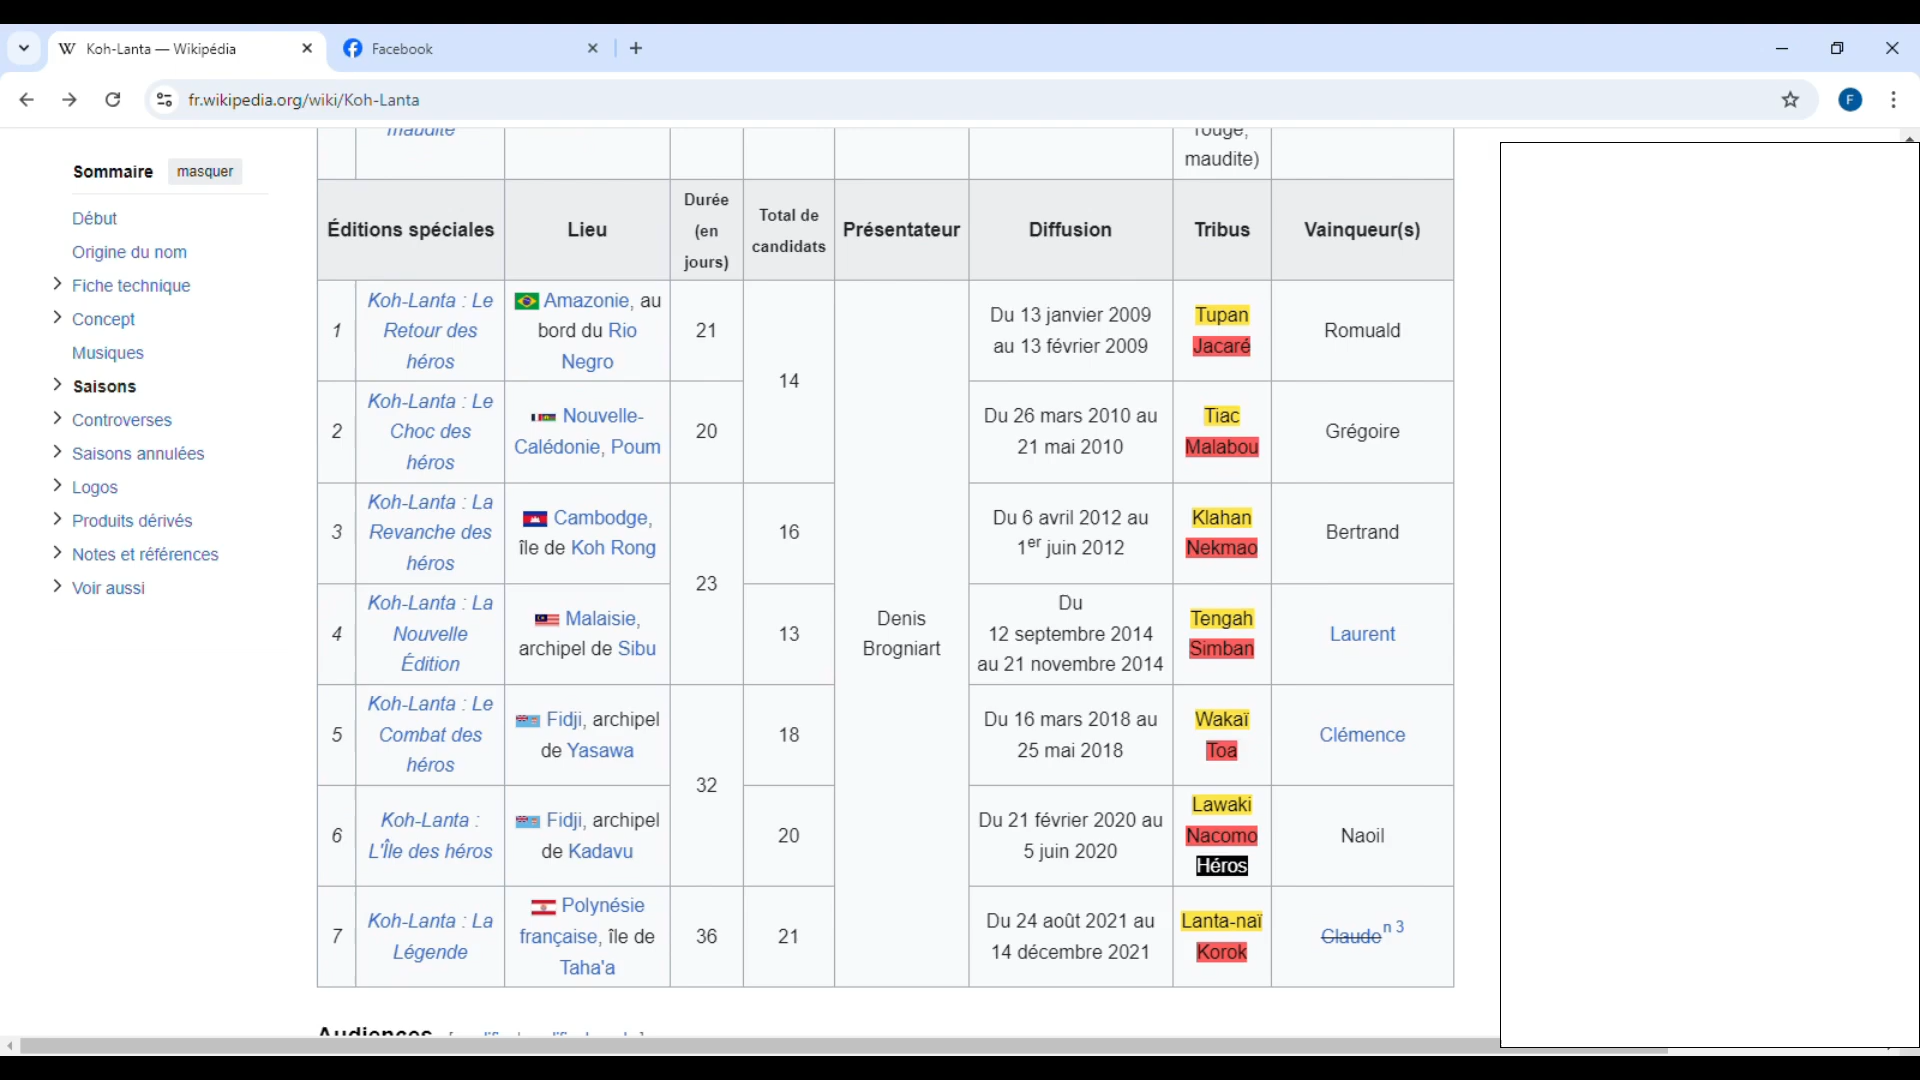 Koh-Lanta — Wikipédia
Facebook
fr.wikipedia.org/wiki/Koh-Lanta
F
Sommaire masquer
Début
Origine du nom
Fiche technique
Concept
Musiques
Saisons
Controverses
Saisons annulées
Logos
Produits dérivés
Notes et références
Voir aussi
maudite
rouge,
maudite)
Éditions spéciales
Lieu
Durée
(en
jours)
Total de
candidats
Présentateur
Diffusion
Tribus
Vainqueur(s)
1
Koh-Lanta : Le
Retour des
héros
Amazonie, au
bord du Rio
Negro
21
14
Denis
Brogniart
Du 13 janvier 2009
au 13 février 2009
Tupan
Jacaré
Romuald
2
Koh-Lanta : Le
Choc des
héros
Nouvelle-
Calédonie, Poum
20
Du 26 mars 2010 au
21 mai 2010
Tiac
Malabou
Grégoire
3
Koh-Lanta : La
Revanche des
héros
Cambodge,
île de Koh Rong
23
16
Du 6 avril 2012 au
1er juin 2012
Klahan
Nekmao
Bertrand
4
Koh-Lanta : La
Nouvelle
Édition
Malaisie,
archipel de Sibu
13
Du
12 septembre 2014
au 21 novembre 2014
Tengah
Simban
Laurent
5
Koh-Lanta : Le
Combat des
héros
Fidji, archipel
de Yasawa
32
18
Du 16 mars 2018 au
25 mai 2018
Wakaï
Toa
Clémence
6
Koh-Lanta :
L'Île des héros
Fidji, archipel
de Kadavu
20
Du 21 février 2020 au
5 juin 2020
Lawaki
Nacomo
Héros
Naoil
7
Koh-Lanta : La
Légende
Polynésie
française, île de
Taha'a
36
21
Du 24 août 2021 au
14 décembre 2021
Lanta-naï
Korok
Claude n 3
Audiences